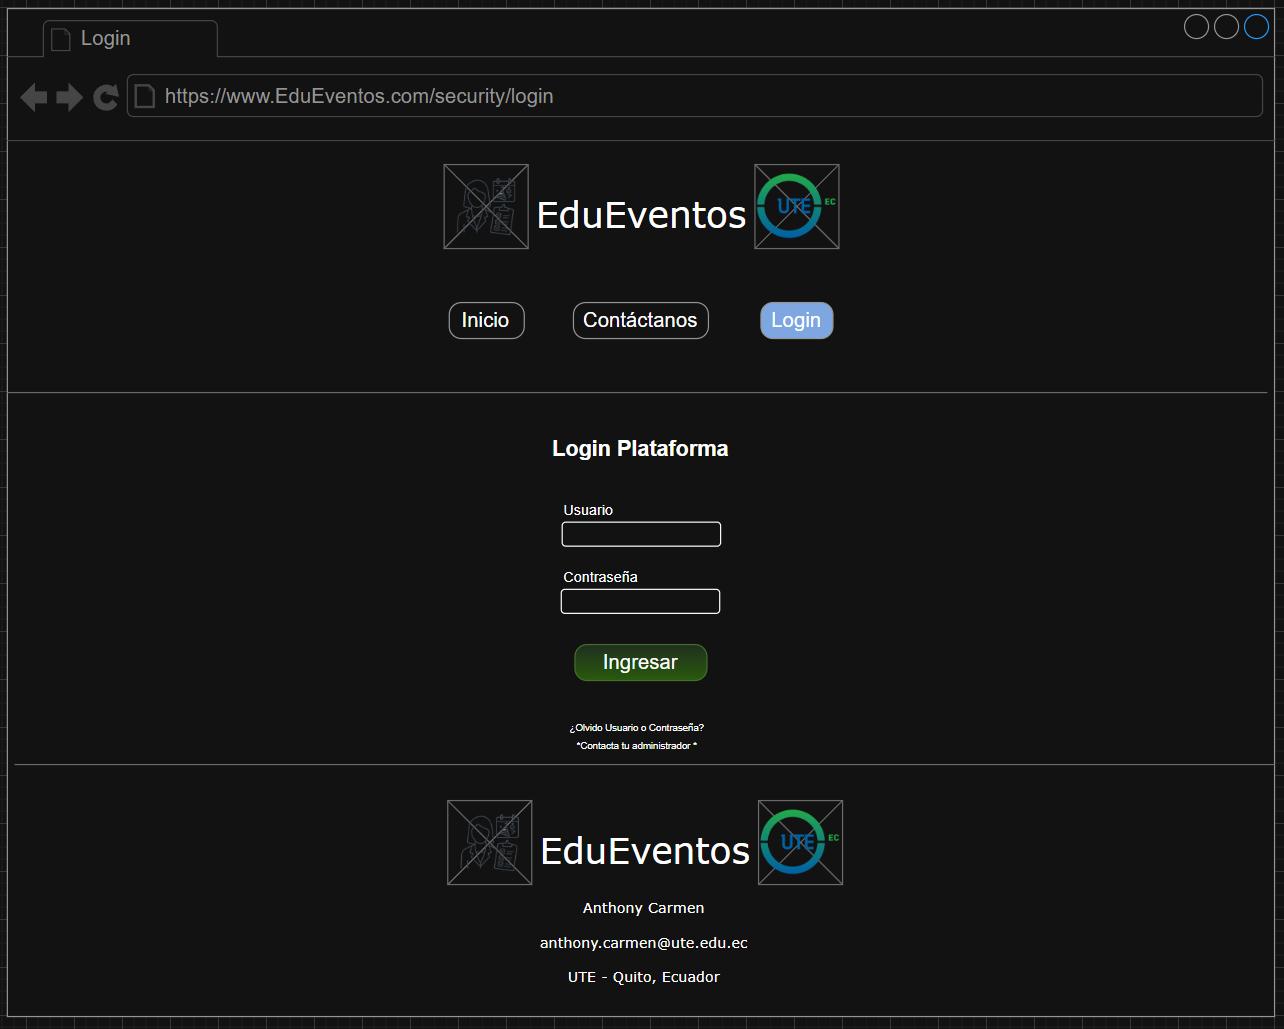 Login
https://www.EduEventos.com/security/login
EduEventos
UTE EC
Inicio
Contáctanos
Login
Login Plataforma
Usuario
Contraseña
Ingresar
¿Olvido Usuario o Contraseña?
*Contacta tu administrador *
EduEventos
UTE EC
Anthony Carmen
anthony.carmen@ute.edu.ec
UTE - Quito, Ecuador